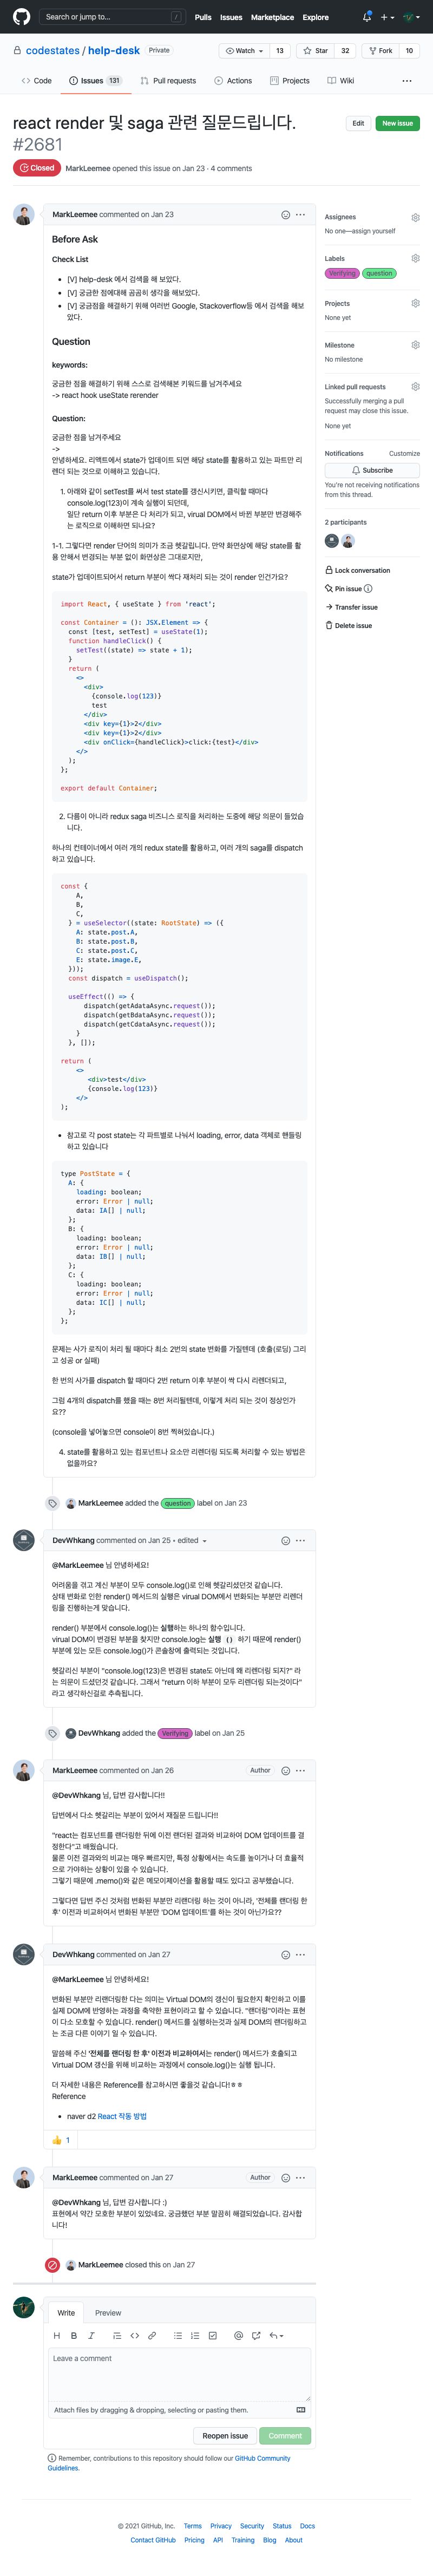 Search or jump to...
/
Pulls Issues Marketplace Explore
codestates / help-desk Private
Watch 13 Star 32 Fork 10
Code Issues 131 Pull requests Actions Projects Wiki
react render 및 saga 관련 질문드립니다.
#2681
Edit New issue
Closed MarkLeemee opened this issue on Jan 23 · 4 comments
MarkLeemee commented on Jan 23
Before Ask
Check List
[V] help-desk 에서 검색을 해 보았다.
[V] 궁금한 점에대해 곰곰히 생각을 해보았다.
[V] 궁금점을 해결하기 위해 여러번 Google, Stackoverflow등 에서 검색을 해보
았다.
Question
keywords:
궁금한 점을 해결하기 위해 스스로 검색해본 키워드를 남겨주세요
-> react hook useState rerender
Question:
궁금한 점을 남겨주세요
->
안녕하세요. 리액트에서 state가 업데이트 되면 해당 state를 활용하고 있는 파트만 리
렌더 되는 것으로 이해하고 있습니다.
1. 아래와 같이 setTest를 써서 test state를 갱신시키면, 클릭할 때마다
console.log(123)이 계속 실행이 되던데,
일단 return 이후 부분은 다 처리가 되고, virual DOM에서 바뀐 부분만 변경해주
는 로직으로 이해하면 되나요?
1-1. 그렇다면 render 단어의 의미가 조금 헷갈립니다. 만약 화면상에 해당 state를 활
용 안해서 변경되는 부분 없이 화면상은 그대로지만,
state가 업데이트되어서 return 부분이 싹다 재처리 되는 것이 render 인건가요?
import React, { useState } from 'react';
const Container = (): JSX.Element => {
const [test, setTest] = useState(1);
function handleClick() {
setTest((state) => state + 1);
}
return (
<>
<div>
{console.log(123)}
test
</div>
<div key={1}>2</div>
<div key={1}>2</div>
<div onClick={handleClick}>click:{test}</div>
</>
);
};
export default Container;
2. 다름이 아니라 redux saga 비즈니스 로직을 처리하는 도중에 해당 의문이 들었습니
다.
하나의 컨테이너에서 여러 개의 redux state를 활용하고, 여러 개의 saga를 dispatch
하고 있습니다.
const {
A,
B,
C,
} = useSelector((state: RootState) => ({
A: state.post.A,
B: state.post.B,
C: state.post.C,
E: state.image.E,
}));
const dispatch = useDispatch();
useEffect(() => {
dispatch(getAdataAsync.request());
dispatch(getBdataAsync.request());
dispatch(getCdataAsync.request());
}
}, []);
return (
<>
<div>test</div>
{console.log(123)}
</>
);
참고로 각 post state는 각 파트별로 나눠서 loading, error, data 객체로 핸들링
하고 있습니다
type PostState = {
A: {
loading: boolean;
error: Error | null;
data: IA[] | null;
};
B: {
loading: boolean;
error: Error | null;
data: IB[] | null;
};
C: {
loading: boolean;
error: Error | null;
data: IC[] | null;
};
};
문제는 사가 로직이 처리 될 때마다 최소 2번의 state 변화를 가질텐데 (호출(로딩) 그리
고 성공 or 실패)
한 번의 사가를 dispatch 할 때마다 2번 return 이후 부분이 싹 다시 리렌더되고,
그럼 4개의 dispatch를 했을 때는 8번 처리될텐데, 이렇게 처리 되는 것이 정상인가
요??
(console을 넣어놓으면 console이 8번 찍혀있습니다.)
4. state를 활용하고 있는 컴포넌트나 요소만 리렌더링 되도록 처리할 수 있는 방법은
없을까요?
MarkLeemee added the question label on Jan 23
DevWhkang commented on Jan 25 • edited
@MarkLeemee 님 안녕하세요!
어려움을 겪고 계신 부분이 모두 console.log()로 인해 헷갈리셨던것 같습니다.
상태 변화로 인한 render() 메서드의 실행은 virual DOM에서 변화되는 부분만 리렌더
링을 진행하는게 맞습니다.
render() 부분에서 console.log()는 실행하는 하나의 함수입니다.
virual DOM이 변경된 부분을 찾지만 console.log는 실행 () 하기 때문에 render()
부분에 있는 모든 console.log()가 콘솔창에 출력되는 것입니다.
헷갈리신 부분이 "console.log(123)은 변경된 state도 아닌데 왜 리렌더링 되지?" 라
는 의문이 드셨던것 같습니다. 그래서 "return 이하 부분이 모두 리렌더링 되는것이다"
라고 생각하신걸로 추측됩니다.
DevWhkang added the Verifying label on Jan 25
MarkLeemee commented on Jan 26 Author
@DevWhkang 님, 답변 감사합니다!!
답변에서 다소 헷갈리는 부분이 있어서 재질문 드립니다!!
"react는 컴포넌트를 랜더링한 뒤에 이전 랜더된 결과와 비교하여 DOM 업데이트를 결
정한다"고 배웠습니다.
물론 이전 결과와의 비교는 매우 빠르지만, 특정 상황에서는 속도를 높이거나 더 효율적
으로 가야하는 상황이 있을 수 있습니다.
그렇기 때문에 .memo()와 같은 메모이제이션을 활용할 때도 있다고 공부했습니다.
그렇다면 답변 주신 것처럼 변화된 부분만 리랜더링 하는 것이 아니라, '전체를 랜더링 한
후' 이전과 비교하여서 변화된 부분만 'DOM 업데이트'를 하는 것이 아닌가요??
DevWhkang commented on Jan 27
@MarkLeemee 님 안녕하세요!
변화된 부분만 리랜더링한 다는 의미는 Virtual DOM의 갱신이 필요한지 확인하고 이를
실제 DOM에 반영하는 과정을 축약한 표현이라고 할 수 있습니다. "랜더링"이라는 표현
이 다소 모호할 수 있습니다. render() 메서드를 실행하는것과 실제 DOM의 랜더링하고
는 조금 다른 이야기 일 수 있습니다.
말씀해 주신 '전체를 랜더링 한 후' 이전과 비교하여서는 render() 메서드가 호출되고
Virtual DOM 갱신을 위해 비교하는 과정에서 console.log()는 실행 됩니다.
더 자세한 내용은 Reference를 참고하시면 좋을것 같습니다!ㅎㅎ
Reference
naver d2 React 작동 방법
👍 1
MarkLeemee commented on Jan 27 Author
@DevWhkang 님, 답변 감사합니다 :)
표현에서 약간 모호한 부분이 있었네요. 궁금했던 부분 말끔히 해결되었습니다. 감사합
니다!
MarkLeemee closed this on Jan 27
Write Preview
Leave a comment
Attach files by dragging & dropping, selecting or pasting them.
Reopen issue Comment
Remember, contributions to this repository should follow our GitHub Community
Guidelines.
Assignees
No one—assign yourself
Labels
Verifying question
Projects
None yet
Milestone
No milestone
Linked pull requests
Successfully merging a pull
request may close this issue.
None yet
Notifications Customize
Subscribe
You're not receiving notifications
from this thread.
2 participants
Lock conversation
Pin issue
Transfer issue
Delete issue
© 2021 GitHub, Inc. Terms Privacy Security Status Docs
Contact GitHub Pricing API Training Blog About